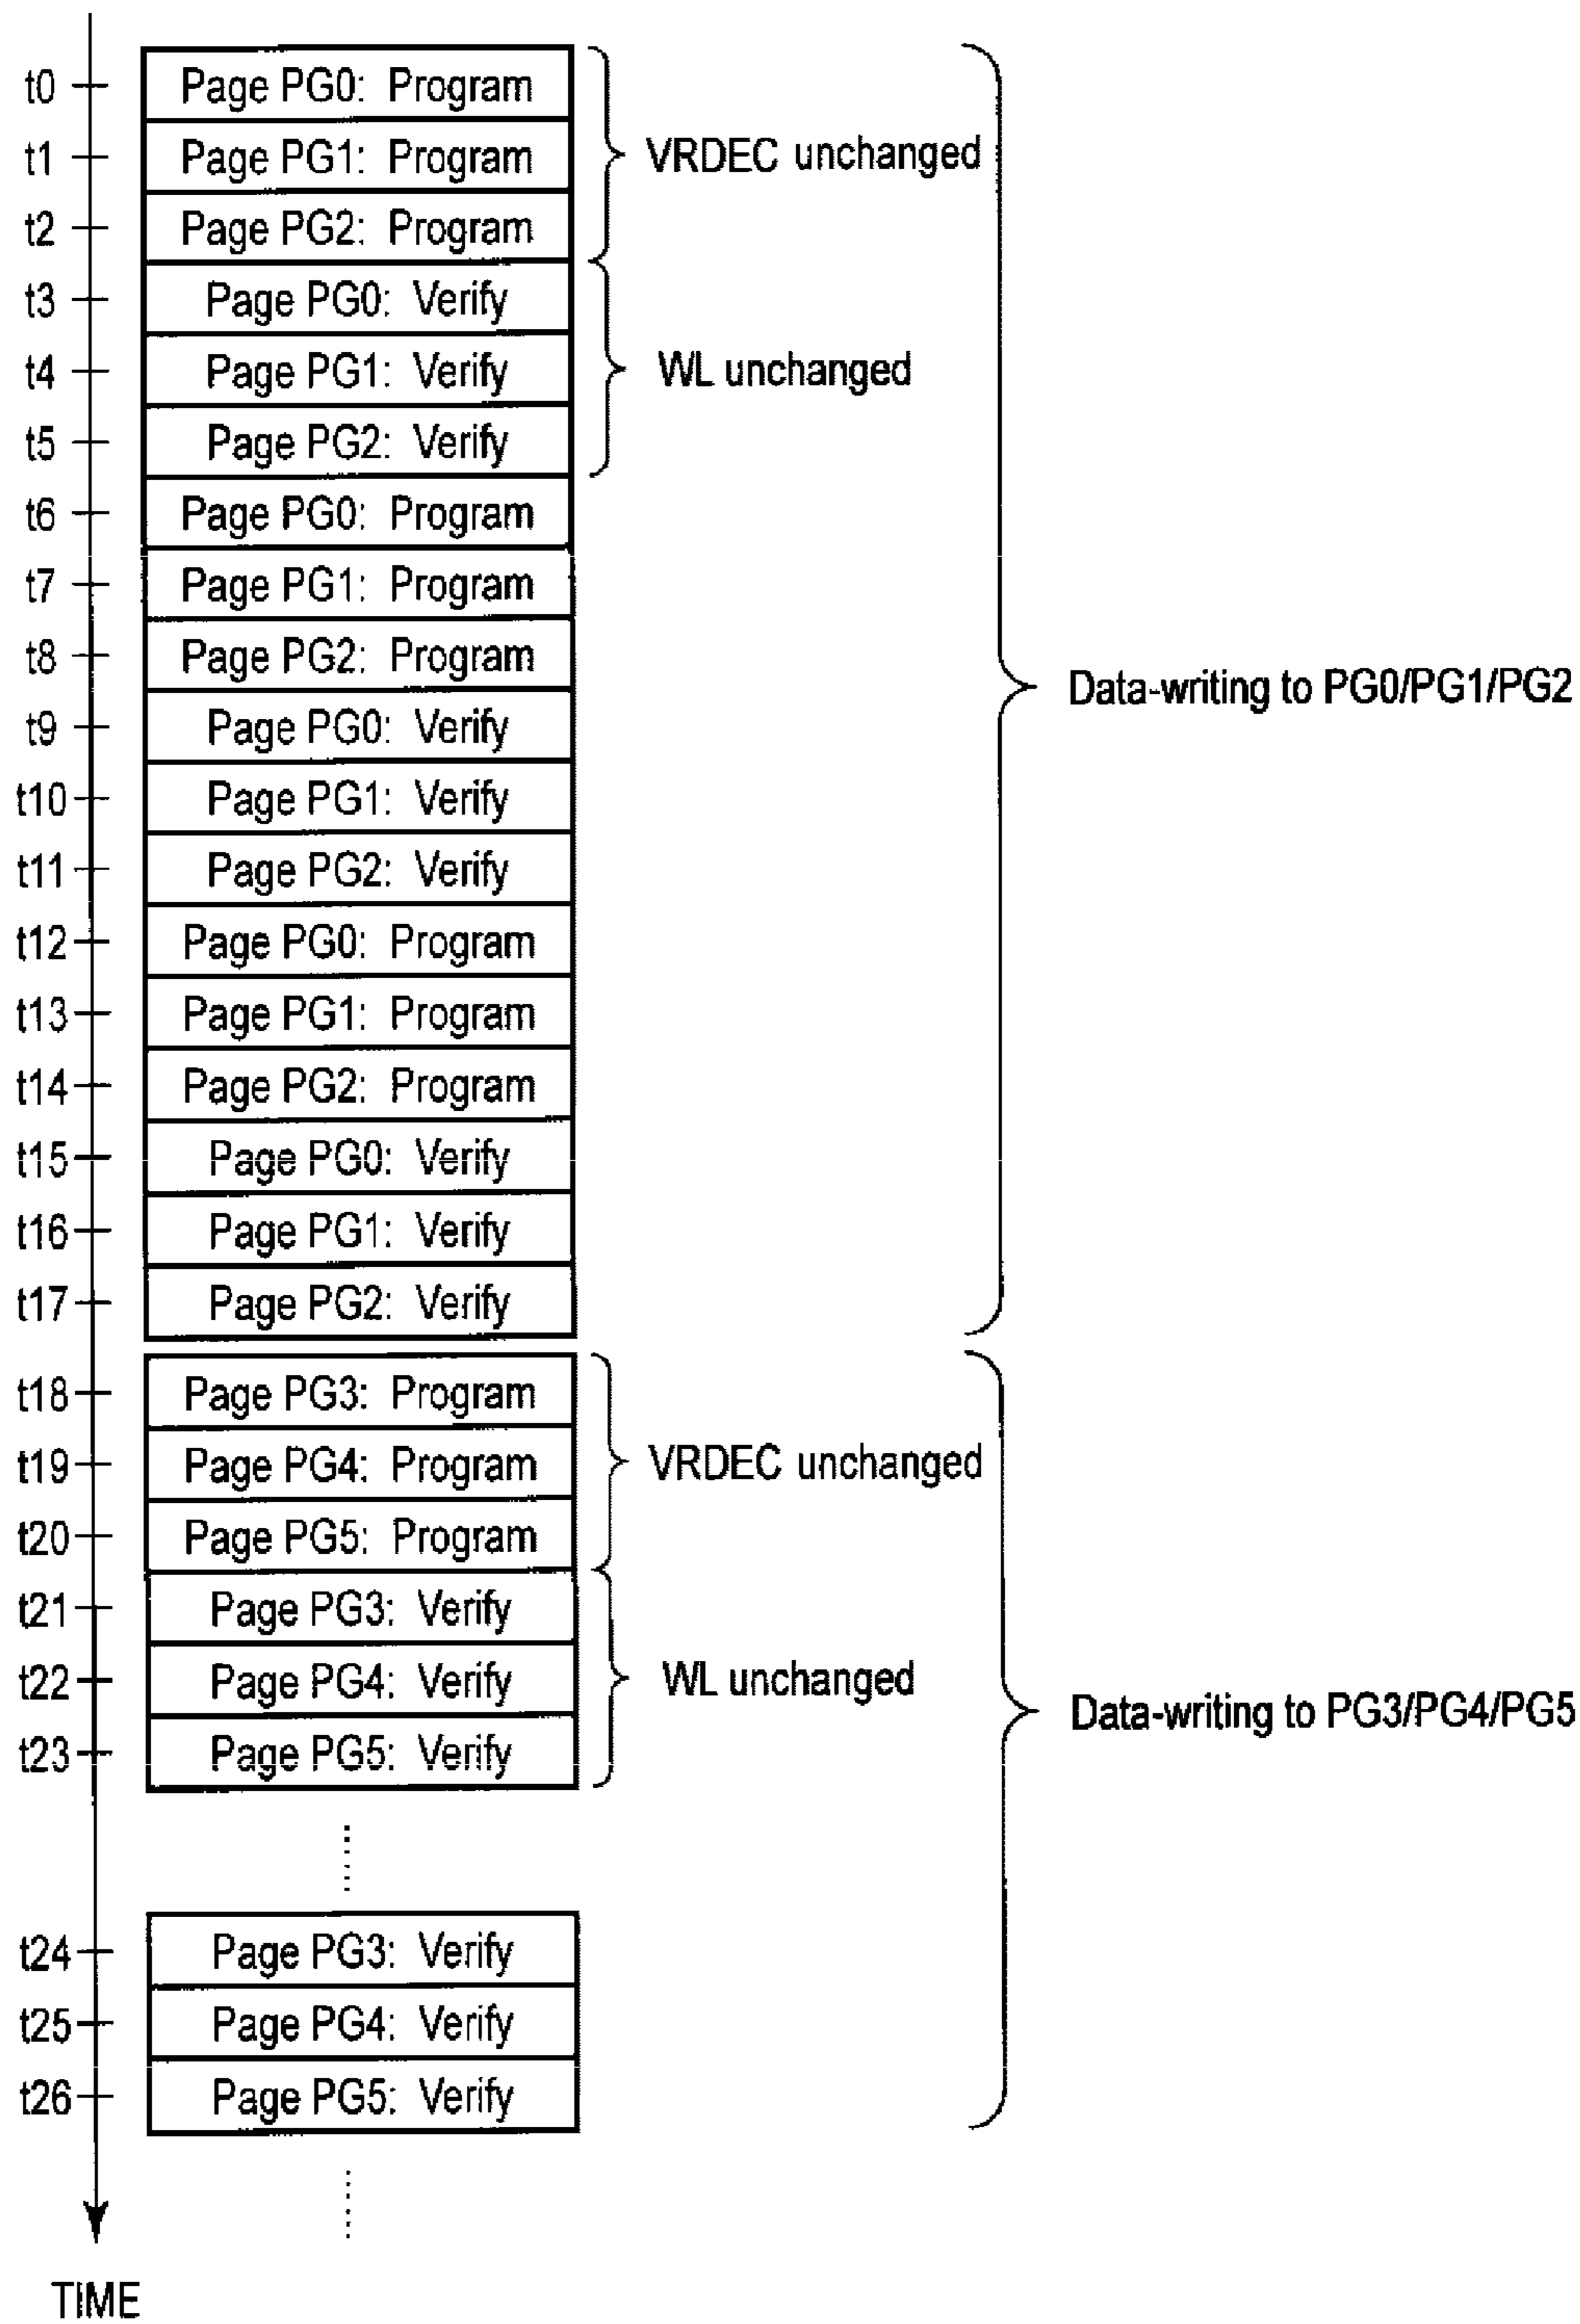 t0 Page PG0: Program
t1 Page PG1: Program VRDEC unchanged
t2 Page PG2: Program
t3 Page PG0: Verify
t4 Page PG1: Verify WL unchanged
t5 Page PG2: Verify
t6 Page PG0: Program
t7 Page PG1: Program
t8 Page PG2: Program Data-writing to PG0/PG1/PG2
t9 Page PG0: Verify
t10 Page PG1: Verify
t11 Page PG2: Verify
t12 Page PG0: Program
t13 Page PG1: Program
t14 Page PG2: Program
t15 Page PG0: Verify
t16 Page PG1: Verify
t17 Page PG2: Verify
t18 Page PG3: Program
t19 Page PG4: Program VRDEC unchanged
t20 Page PG5: Program
t21 Page PG3: Verify
t22 Page PG4: Verify WL unchanged Data-writing to PG3/PG4/PG5
t23 Page PG5: Verify
t24 Page PG3: Verify
t25 Page PG4: Verify
t26 Page PG5: Verify
TIME